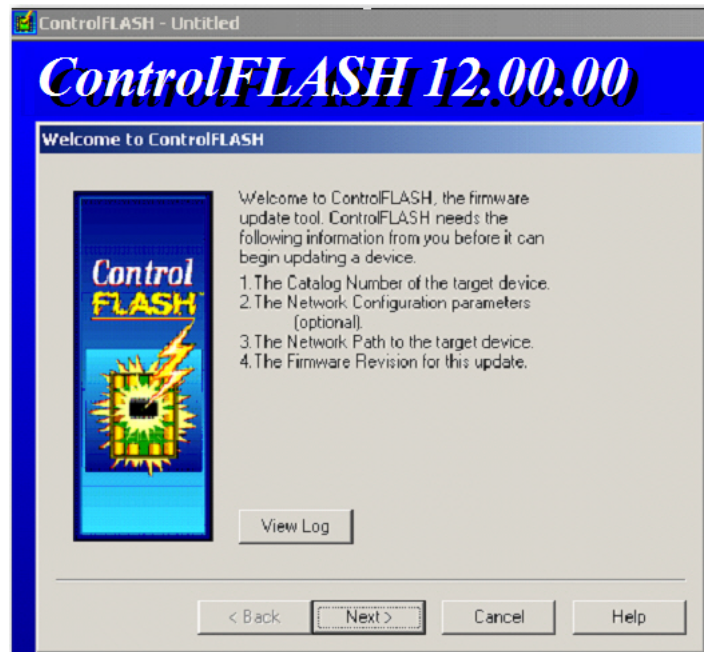 ControlFLASH - Untitled
ControlFLASH 12.00.00
Welcome to ControlFLASH
Control
FLASH™
Welcome to ControlFLASH, the firmware
update tool. ControlFLASH needs the
following information from you before it can
begin updating a device.
1.The Catalog Number of the target device.
2.The Network Configuration parameters
(optional).
3.The Network Path to the target device.
4.The Firmware Revision for this update.
View Log
< Back
Next >
Cancel
Help